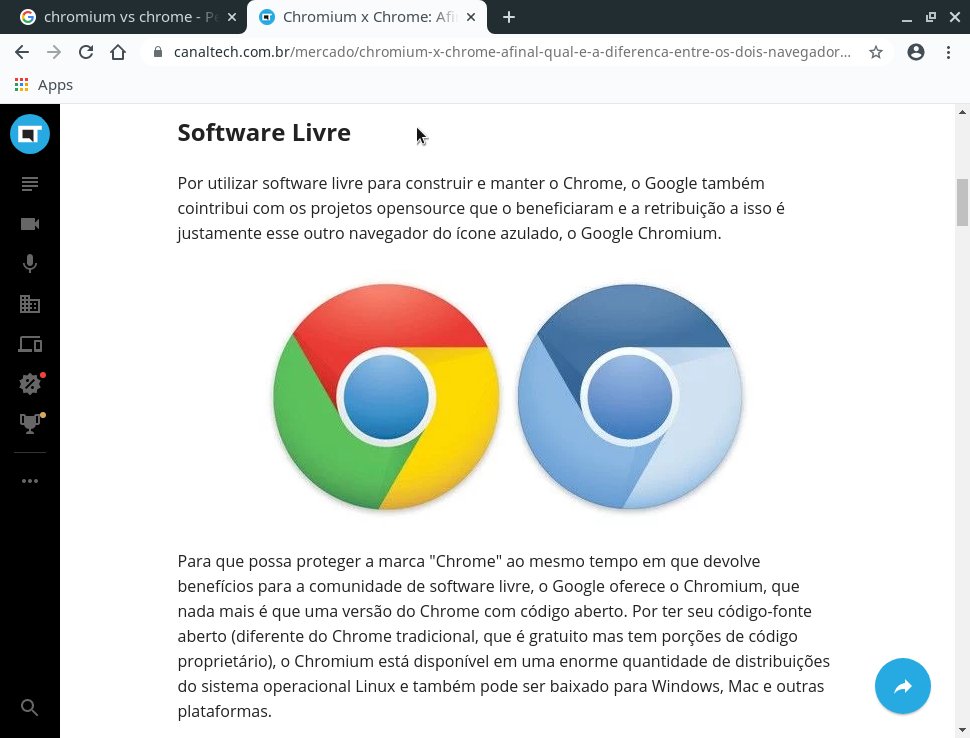 chromium vs chrome - Pe
Chromium x Chrome: Afin
canaltech.com.br/mercado/chromium-x-chrome-afinal-qual-e-a-diferenca-entre-os-dois-navegador...
Apps
Software Livre
Por utilizar software livre para construir e manter o Chrome, o Google também
cointribui com os projetos opensource que o beneficiaram e a retribuição a isso é
justamente esse outro navegador do ícone azulado, o Google Chromium.
Para que possa proteger a marca "Chrome" ao mesmo tempo em que devolve
benefícios para a comunidade de software livre, o Google oferece o Chromium, que
nada mais é que uma versão do Chrome com código aberto. Por ter seu código-fonte
aberto (diferente do Chrome tradicional, que é gratuito mas tem porções de código
proprietário), o Chromium está disponível em uma enorme quantidade de distribuições
do sistema operacional Linux e também pode ser baixado para Windows, Mac e outras
plataformas.